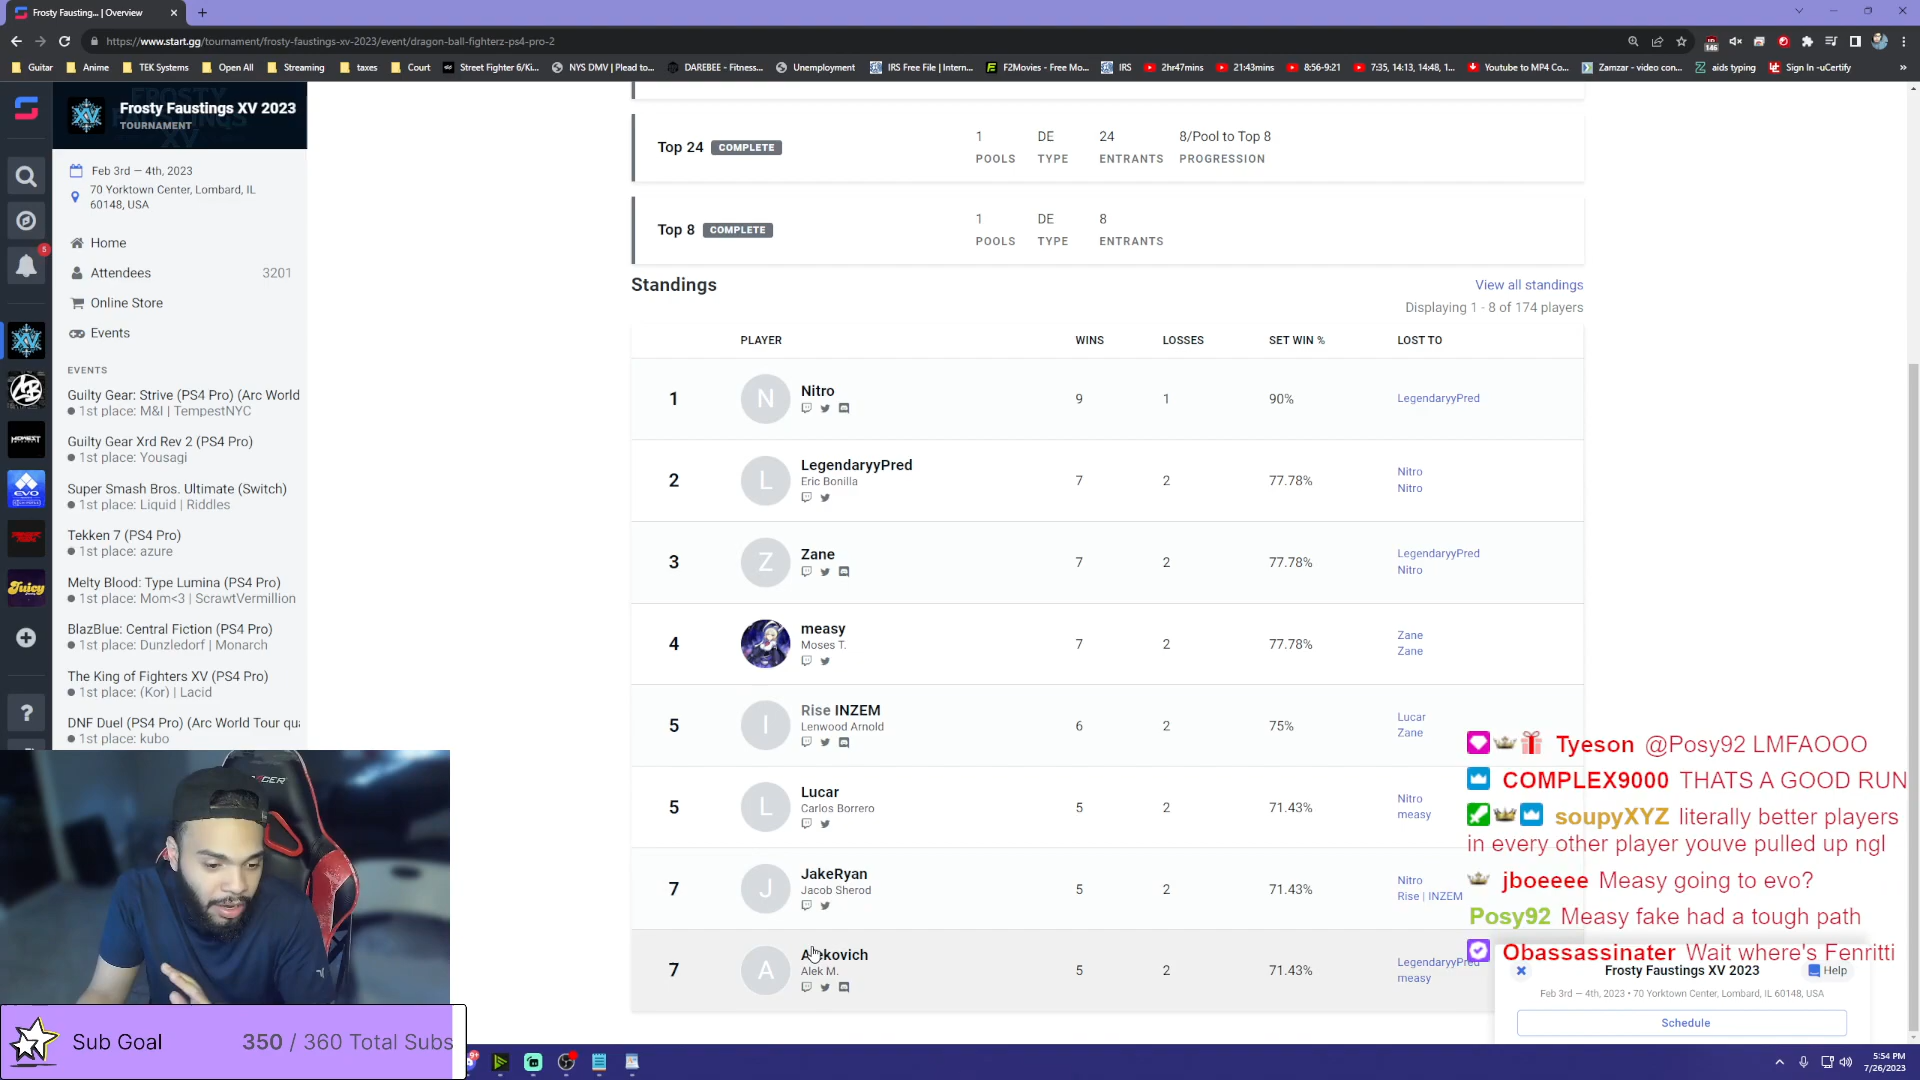 Frosty Fausting... | Overview
https://www.start.gg/tournament/frosty-faustings-xv-2023/event/dragon-ball-fighterz-ps4-pro-2
146
Guitar Anime TEK Systems Open All Streaming taxes Court Street Fighter 6/Ki... NYS DMV (Plead to... DAREBEE - Fitness... Unemployment IRS Free File | Intern... F2Movies - Free Mo... IRS 2hr47mins 21:43mins 8:56-9:21 7:35, 14:13, 14:48, 1... Youtube to MP4 Co... Zamzar - video con... aids typing Sign In -uCertify »
Frosty Faustings XV 2023
TOURNAMENT
Feb 3rd — 4th, 2023
70 Yorktown Center, Lombard, IL
60148, USA
5
Home
Attendees 3201
Online Store
Events
EVENTS
Guilty Gear: Strive (PS4 Pro) (Arc World
1st place: M&I | TempestNYC
Guilty Gear Xrd Rev 2 (PS4 Pro)
1st place: Yousagi
Super Smash Bros. Ultimate (Switch)
1st place: Liquid | Riddles
Tekken 7 (PS4 Pro)
1st place: azure
Melty Blood: Type Lumina (PS4 Pro)
1st place: Mom<3 | ScrawtVermillion
BlazBlue: Central Fiction (PS4 Pro)
1st place: Dunzledorf | Monarch
The King of Fighters XV (PS4 Pro)
1st place: (Kor) | Lacid
DNF Duel (PS4 Pro) (Arc World Tour qua
1st place: kubo
XV
EVO
Juicy
?
Top 24 COMPLETE 1 DE 24 8/Pool to Top 8
POOLS TYPE ENTRANTS PROGRESSION
Top 8 COMPLETE 1 DE 8
POOLS TYPE ENTRANTS
Standings View all standings
Displaying 1 - 8 of 174 players
PLAYER WINS LOSSES SET WIN % LOST TO
1 N Nitro 9 1 90% LegendaryyPred
2 L LegendaryyPred
Eric Bonilla 7 2 77.78% Nitro
Nitro
3 Z Zane 7 2 77.78% LegendaryyPred
Nitro
4 measy
Moses T. 7 2 77.78% Zane
Zane
5 I Rise INZEM
Lenwood Arnold 6 2 75% Lucar
Zane
5 L Lucar
Carlos Borrero 5 2 71.43% Nitro
measy
7 J JakeRyan
Jacob Sherod 5 2 71.43% Nitro
Rise | INZEM
7 A Alekovich
Alek M. 5 2 71.43% LegendaryyPred
measy
Tyeson @Posy92 LMFAOOO
COMPLEX9000 THATS A GOOD RUN
soupyXYZ literally better players
in every other player youve pulled up ngl
jboeeee Measy going to evo?
Posy92 Measy fake had a tough path
Obassassinater Wait where's Fenritti
Frosty Faustings XV 2023 Help
Feb 3rd — 4th, 2023 • 70 Yorktown Center, Lombard, IL 60148, USA
Schedule
Sub Goal 350 / 360 Total Subs
5:54 PM
7/26/2023